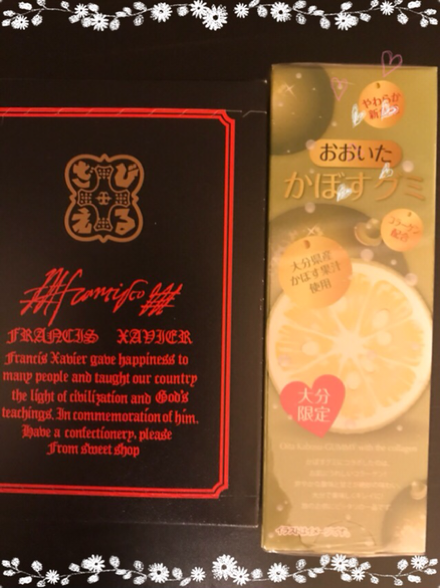 ざびえる
Francisco
FRANCIS XAVIER
Francis Xavier gave happiness to
many people and taught our country
the light of civilization and God's
teachings. In commemoration of him.
Have a confectionery, please
From sweet shop
やわらか
新
おおいた
かぼすグミ
コラーゲン
配合
大分県産
かぼす果汁
使用
大分
限定